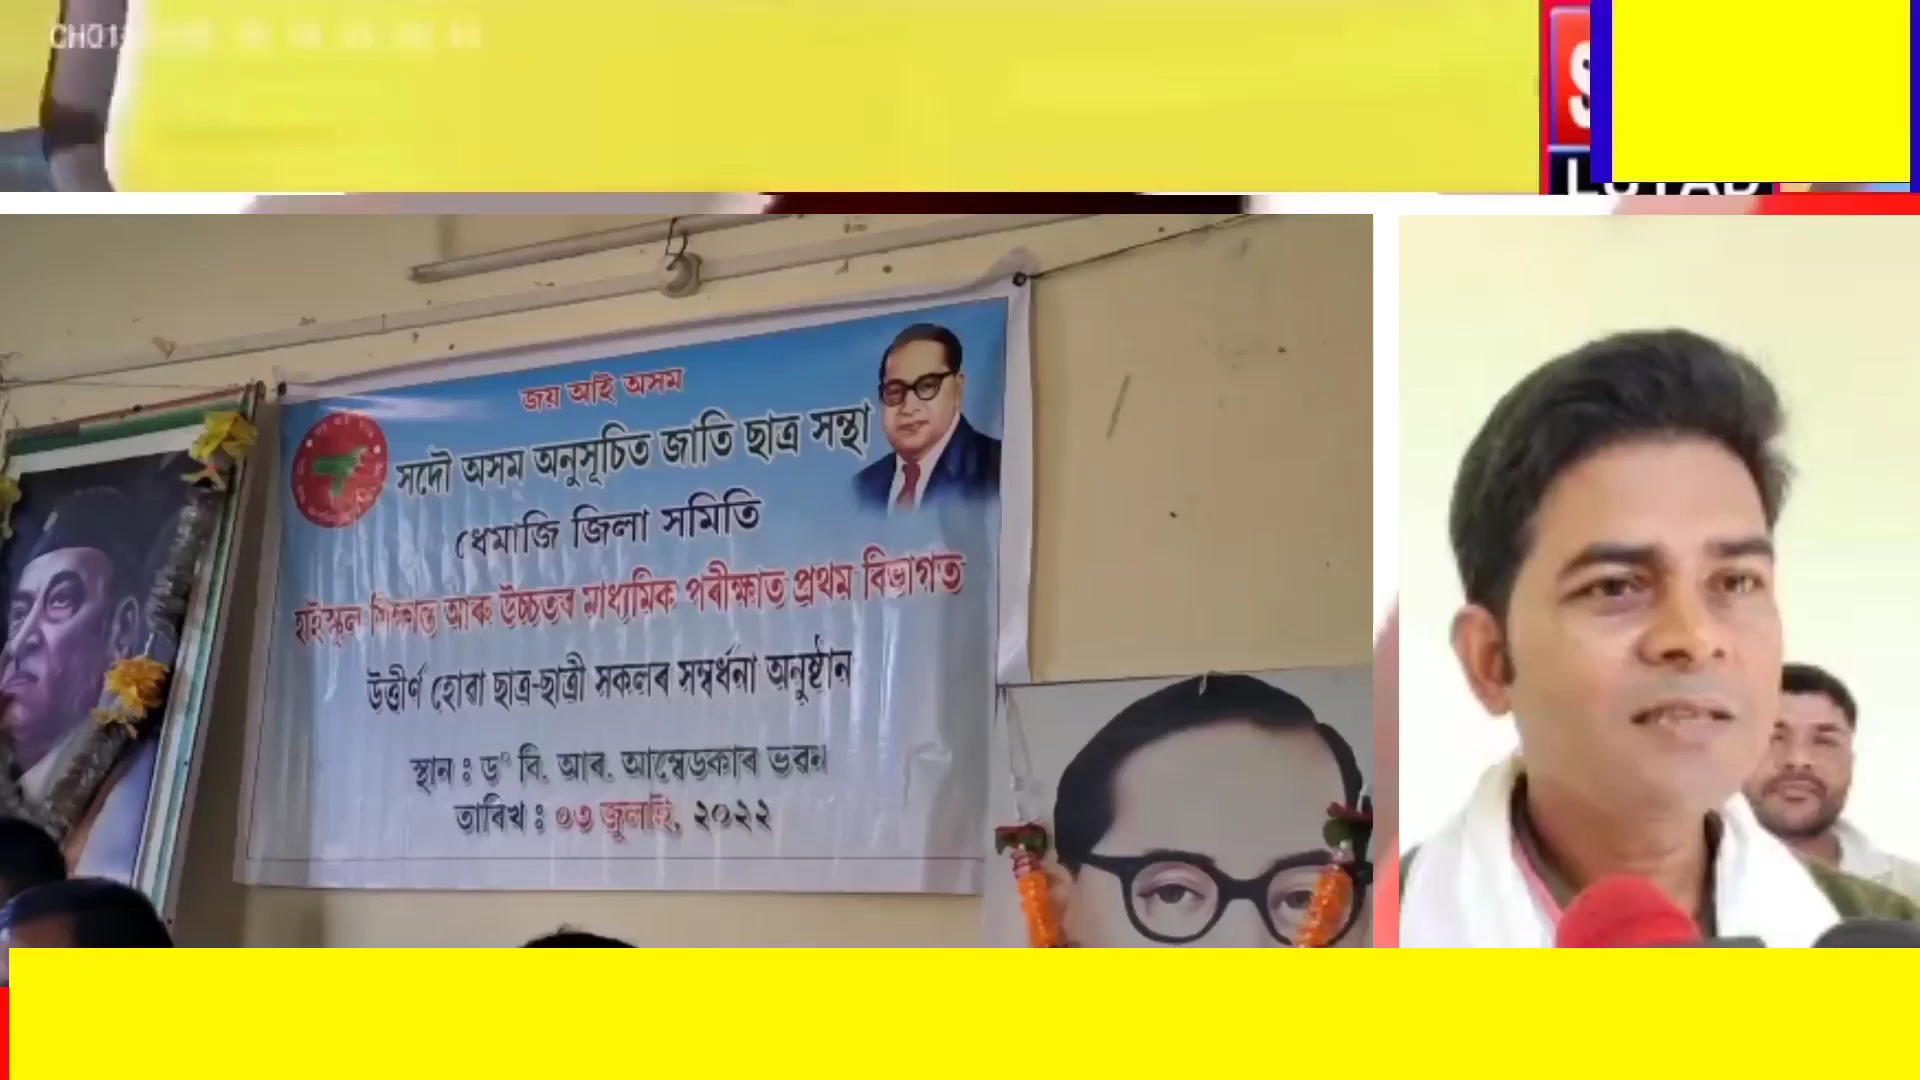 CH01
জয় আই অসম
সদৌ অসম অনুসূচিত জাতি ছাত্ৰ সন্থা
ধেমাজি জিলা সমিতি
হাইস্কুল শিক্ষান্ত আৰু উচ্চতৰ মাধ্যমিক পৰীক্ষাত প্ৰথম বিভাগত
উত্তীৰ্ণ হোৱা ছাত্ৰ-ছাত্ৰী সকলৰ সম্বৰ্ধনা অনুষ্ঠান
স্থান : ড° বি. আৰ. আম্বেডকাৰ ভৱন
তাৰিখ : ০৩ জুলাই, ২০২২